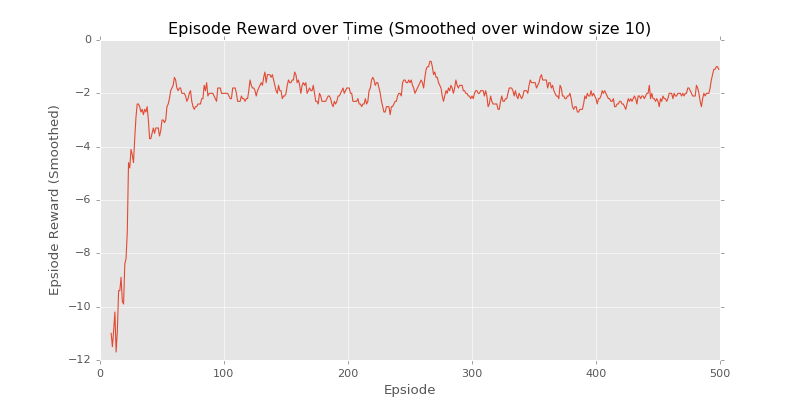 Episode Reward over Time (Smoothed over window size 10)
0
−2
−4
−6
−8
−10
−12
Epsiode Reward (Smoothed)
0 100 200 300 400 500
Epsiode